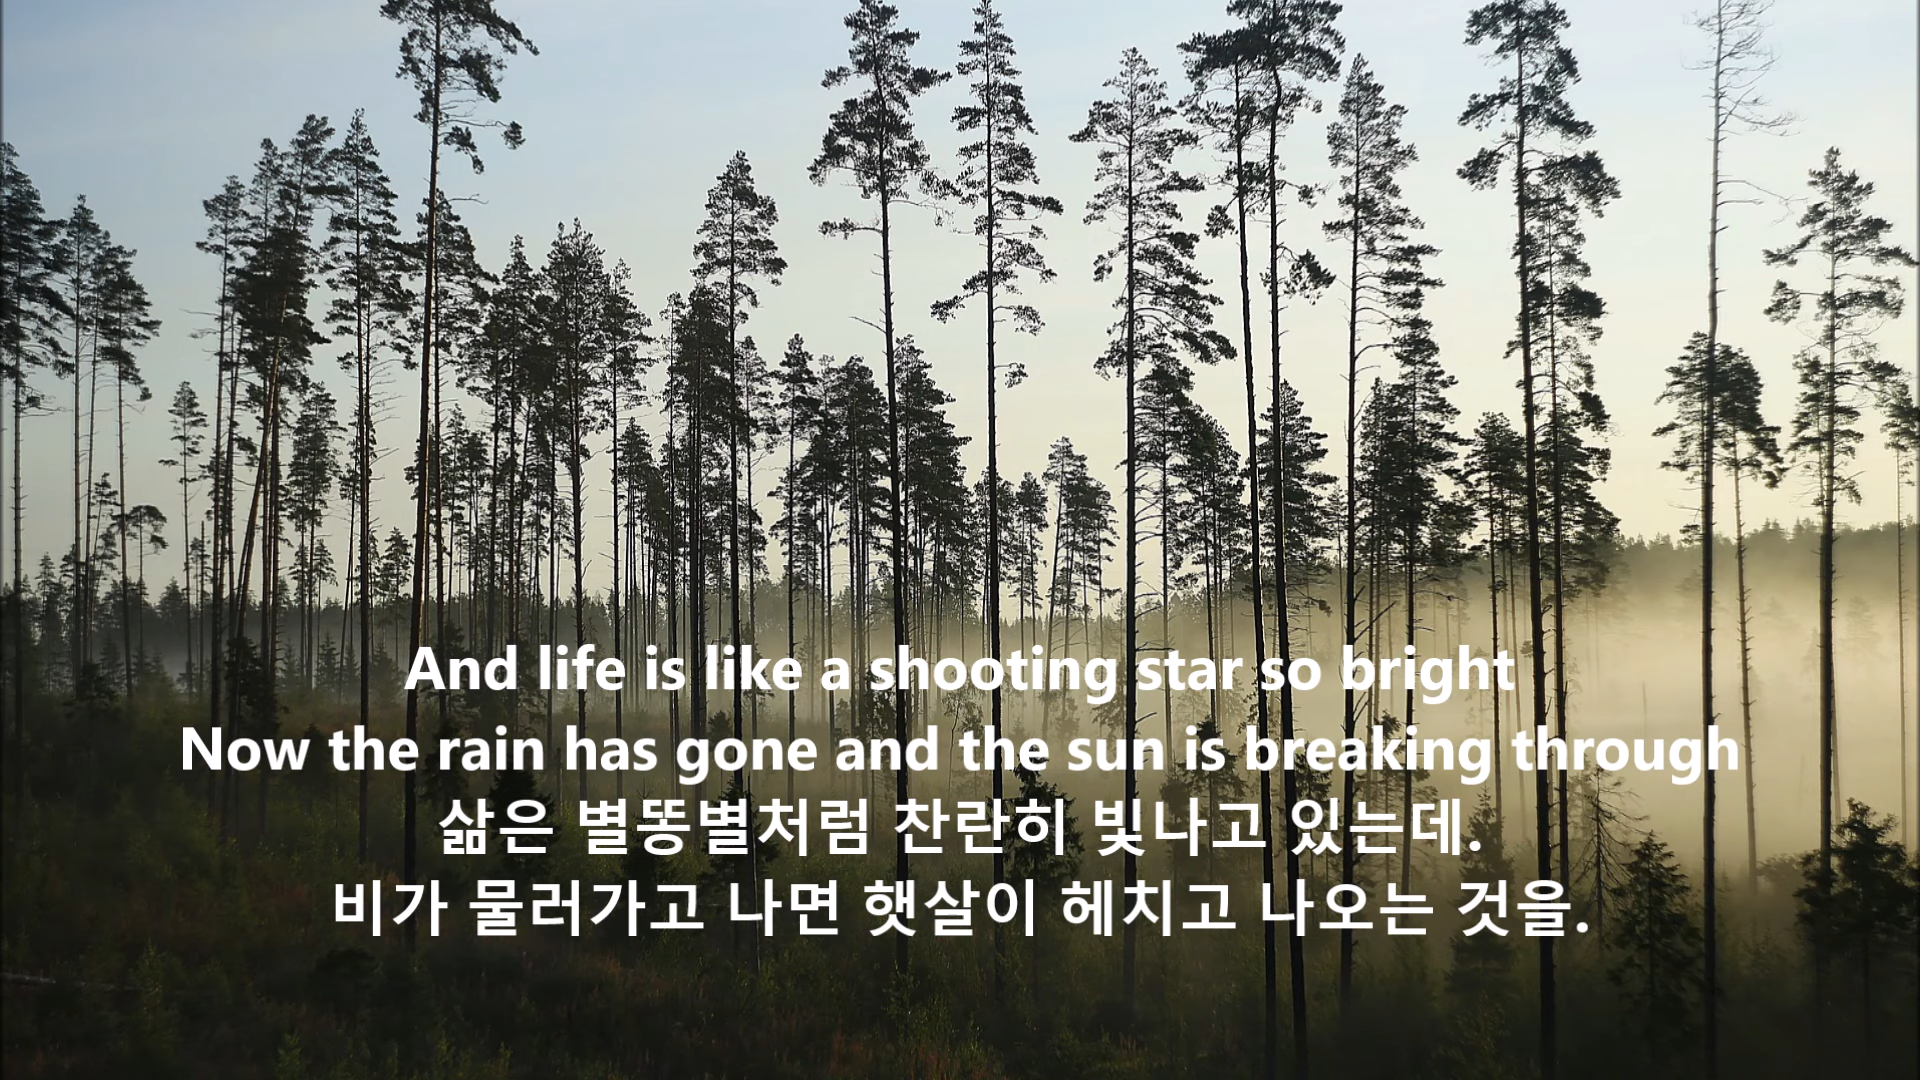 And life is like a shooting star so bright
Now the rain has gone and the sun is breaking through
삶은 별똥별처럼 찬란히 빛나고 있는데.
비가 물러가고 나면 햇살이 헤치고 나오는 것을.